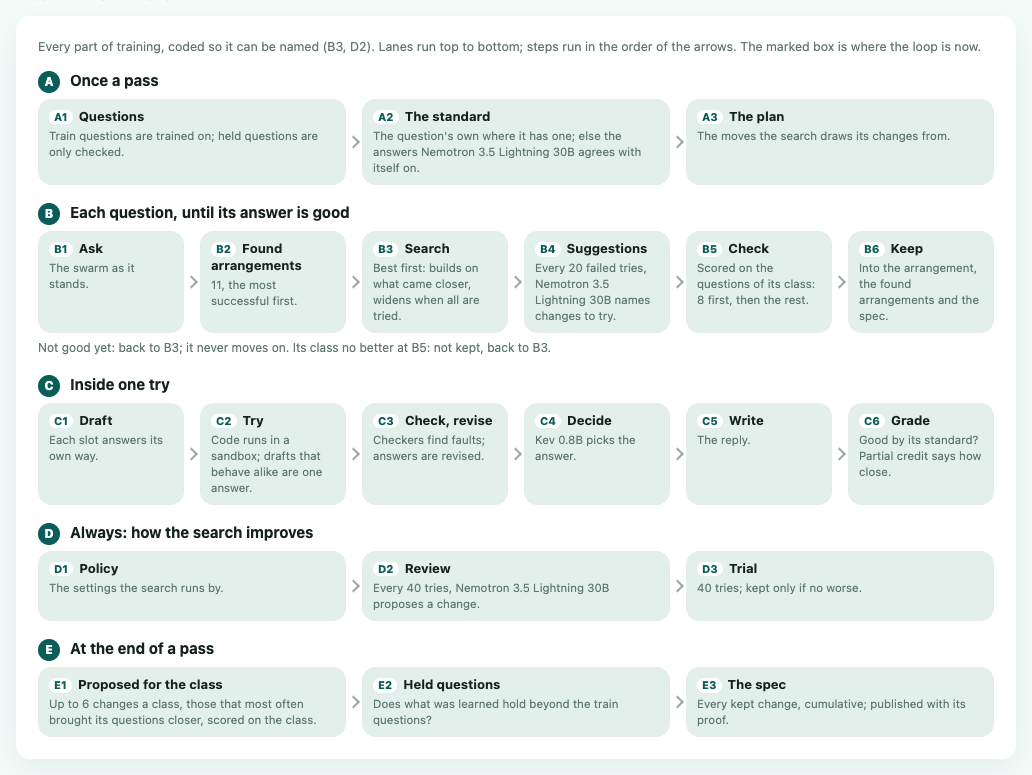 Every part of training, coded so it can be named (B3, D2). Lanes run top to bottom; steps run in the order of the arrows. The marked box is where the loop is now.
A Once a pass
A1 Questions
Train questions are trained on; held questions are
only checked.
A2 The standard
The question's own where it has one; else the
answers Nemotron 3.5 Lightning 30B agrees with
itself on.
A3 The plan
The moves the search draws its changes from.
B Each question, until its answer is good
B1 Ask
The swarm as it
stands.
B2 Found
arrangements
11, the most
successful first.
B3 Search
Best first: builds on
what came closer,
widens when all are
tried.
B4 Suggestions
Every 20 failed tries,
Nemotron 3.5
Lightning 30B names
changes to try.
B5 Check
Scored on the
questions of its class:
8 first, then the rest.
B6 Keep
Into the arrangement,
the found
arrangements and the
spec.
Not good yet: back to B3; it never moves on. Its class no better at B5: not kept, back to B3.
C Inside one try
C1 Draft
Each slot answers its
own way.
C2 Try
Code runs in a
sandbox; drafts that
behave alike are one
answer.
C3 Check, revise
Checkers find faults;
answers are revised.
C4 Decide
Kev 0.8B picks the
answer.
C5 Write
The reply.
C6 Grade
Good by its standard?
Partial credit says how
close.
D Always: how the search improves
D1 Policy
The settings the search runs by.
D2 Review
Every 40 tries, Nemotron 3.5 Lightning 30B
proposes a change.
D3 Trial
40 tries; kept only if no worse.
E At the end of a pass
E1 Proposed for the class
Up to 6 changes a class, those that most often
brought its questions closer, scored on the class.
E2 Held questions
Does what was learned hold beyond the train
questions?
E3 The spec
Every kept change, cumulative; published with its
proof.